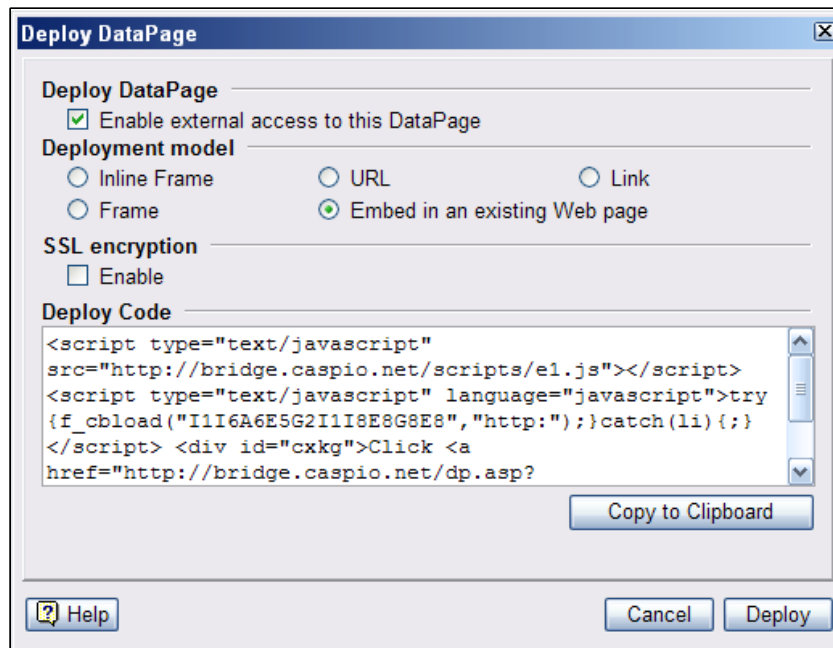 Deploy DataPage
Deploy DataPage
Enable external access to this DataPage
Deployment model
Inline Frame URL Link
Frame Embed in an existing Web page
SSL encryption
Enable
Deploy Code
<script type="text/javascript"
src="http://bridge.caspio.net/scripts/e1.js"></script>
<script type="text/javascript" language="javascript">try
{f_cbload("I1I6A6E5G2I1I8E8G8E8","http:");}catch(li){;}
</script> <div id="cxkg">Click <a
href="http://bridge.caspio.net/dp.asp?
Copy to Clipboard
Help Cancel Deploy